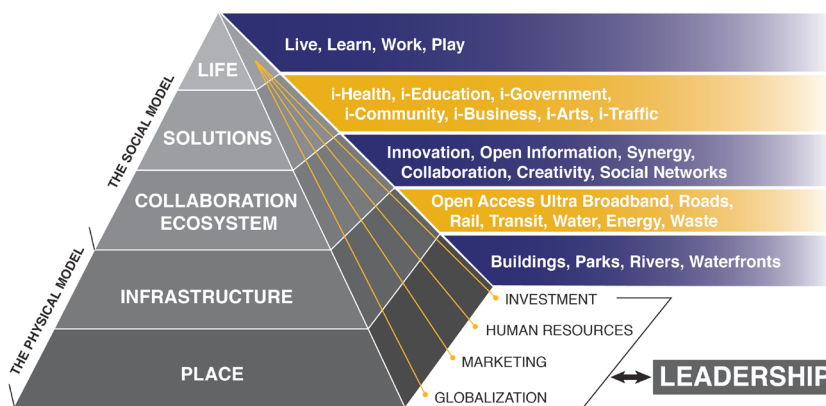 THE SOCIAL MODEL
THE PHYSICAL MODEL
LIFE
SOLUTIONS
COLLABORATION
ECOSYSTEM
INFRASTRUCTURE
PLACE
Live, Learn, Work, Play
i-Health, i-Education, i-Government,
i-Community, i-Business, i-Arts, i-Traffic
Innovation, Open Information, Synergy,
Collaboration, Creativity, Social Networks
Open Access Ultra Broadband, Roads,
Rail, Transit, Water, Energy, Waste
Buildings, Parks, Rivers, Waterfronts
INVESTMENT
HUMAN RESOURCES
MARKETING
GLOBALIZATION
LEADERSHIP